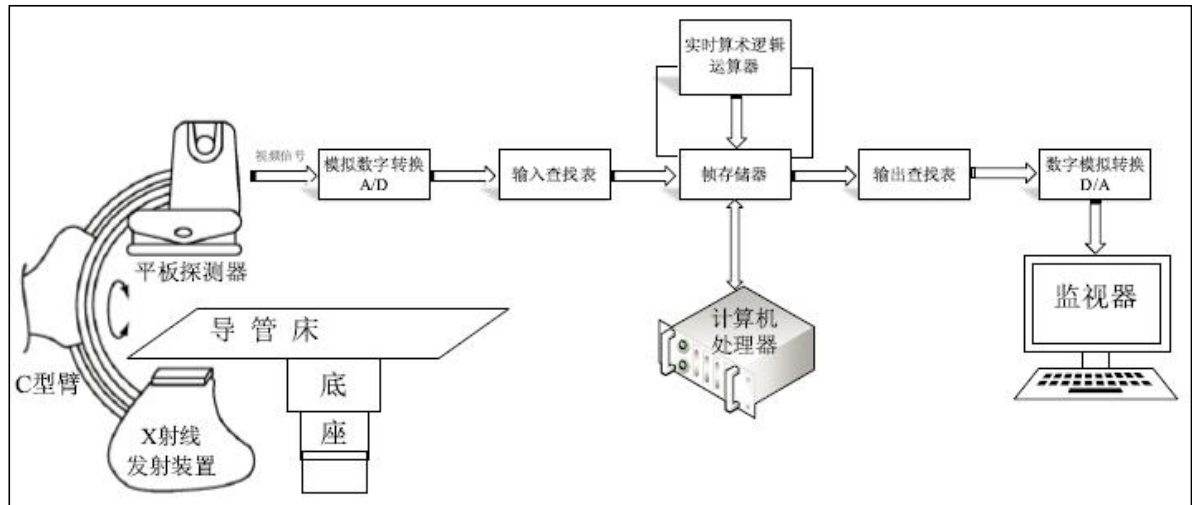 实时算术逻辑
运算器
视频信号
模拟数字转换
A/D
输入查找表
帧存储器
输出查找表
数字模拟转换
D/A
平板探测器
监视器
计算机
处理器
导管床
C型臂
底
座
X射线
发射装置